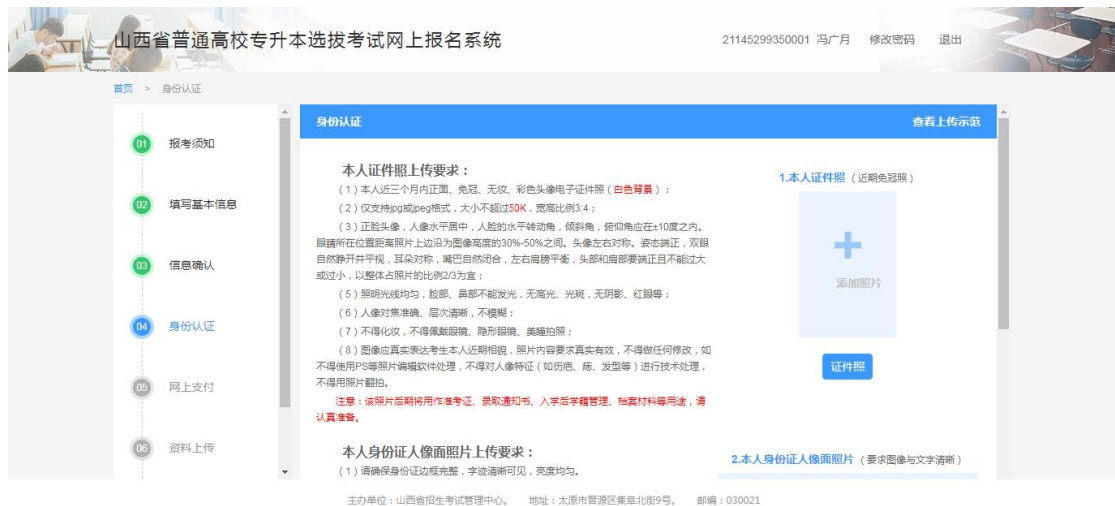 山西省普通高校专升本选拔考试网上报名系统
21145299350001 冯广月 修改密码 退出
首页 > 身份认证
01 报考须知
02 填写基本信息
03 信息确认
04 身份认证
05 网上支付
06 资料上传
身份认证 查看上传示范
本人证件照上传要求：
（1）本人近三个月内正面、免冠、无妆、彩色头像电子证件照（白色背景）；
（2）仅支持jpg或jpeg格式，大小不超过50K，宽高比例3:4；
（3）正脸头像，人像水平居中，人脸的水平转动角，倾斜角，俯仰角应在±10度之内。
眼睛所在位置距离照片上边沿为图像高度的30%-50%之间。头像左右对称。姿态端正，双眼
自然睁开并平视，耳朵对称，嘴巴自然闭合，左右肩膀平衡，头部和肩部要端正且不能过大
或过小，以整体占照片的比例2/3为宜；
（5）照明光线均匀，脸部、鼻部不能发光，无高光、光斑，无阴影、红眼等；
（6）人像对焦准确、层次清晰，不模糊；
（7）不得化妆，不得佩戴眼镜、隐形眼镜、美瞳拍照；
（8）图像应真实表达考生本人近期相貌，照片内容要求真实有效，不得做任何修改，如
不得使用PS等照片编辑软件处理，不得对人像特征（如伤疤、痣、发型等）进行技术处理，
不得用照片翻拍。
注意：该照片后期将用作准考证、录取通知书、入学后学籍管理、档案材料等用途，请
认真准备。
1.本人证件照（近期免冠照）
添加照片
证件照
本人身份证人像面照片上传要求：
（1）请确保身份证边框完整，字迹清晰可见，亮度均匀。
2.本人身份证人像面照片（要求图像与文字清晰）
主办单位：山西省招生考试管理中心。 地址：太原市晋源区集阜北街9号。 邮编：030021